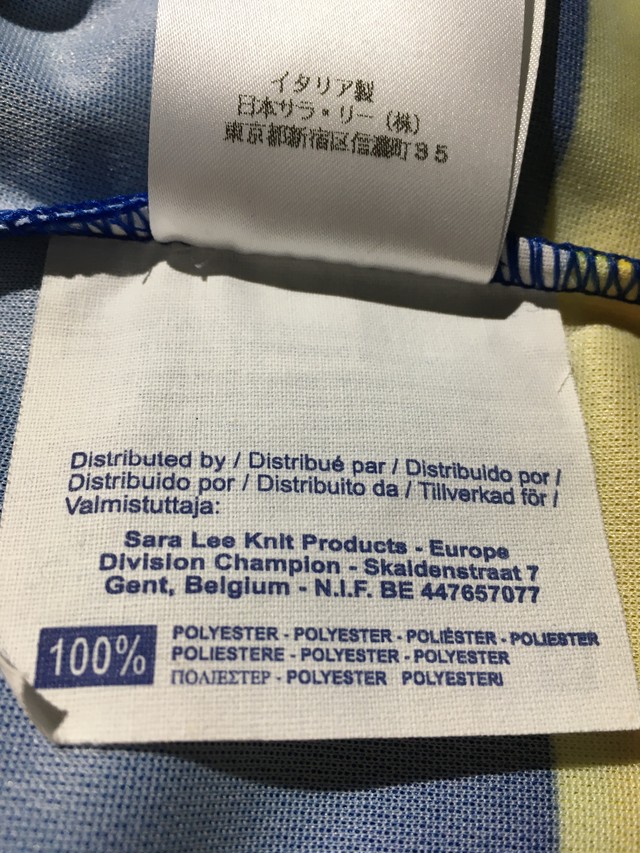 イタリア製
日本サラ・リー(株)
東京都新宿区信濃町35
Distributed by / Distribué par / Distribuido por /
Distribuido por / Distribuito da / Tillverkad för /
Valmistuttaja:
Sara Lee Knit Products - Europe
Division Champion - Skaldenstraat 7
Gent, Belgium - N.I.F. BE 447657077
100%
POLYESTER - POLYESTER - POLIÉSTER - POLIESTER
POLIESTERE - POLYESTER - POLYESTER
ΠΟΛΙΕΣΤΕΡ - POLYESTER POLYESTERI